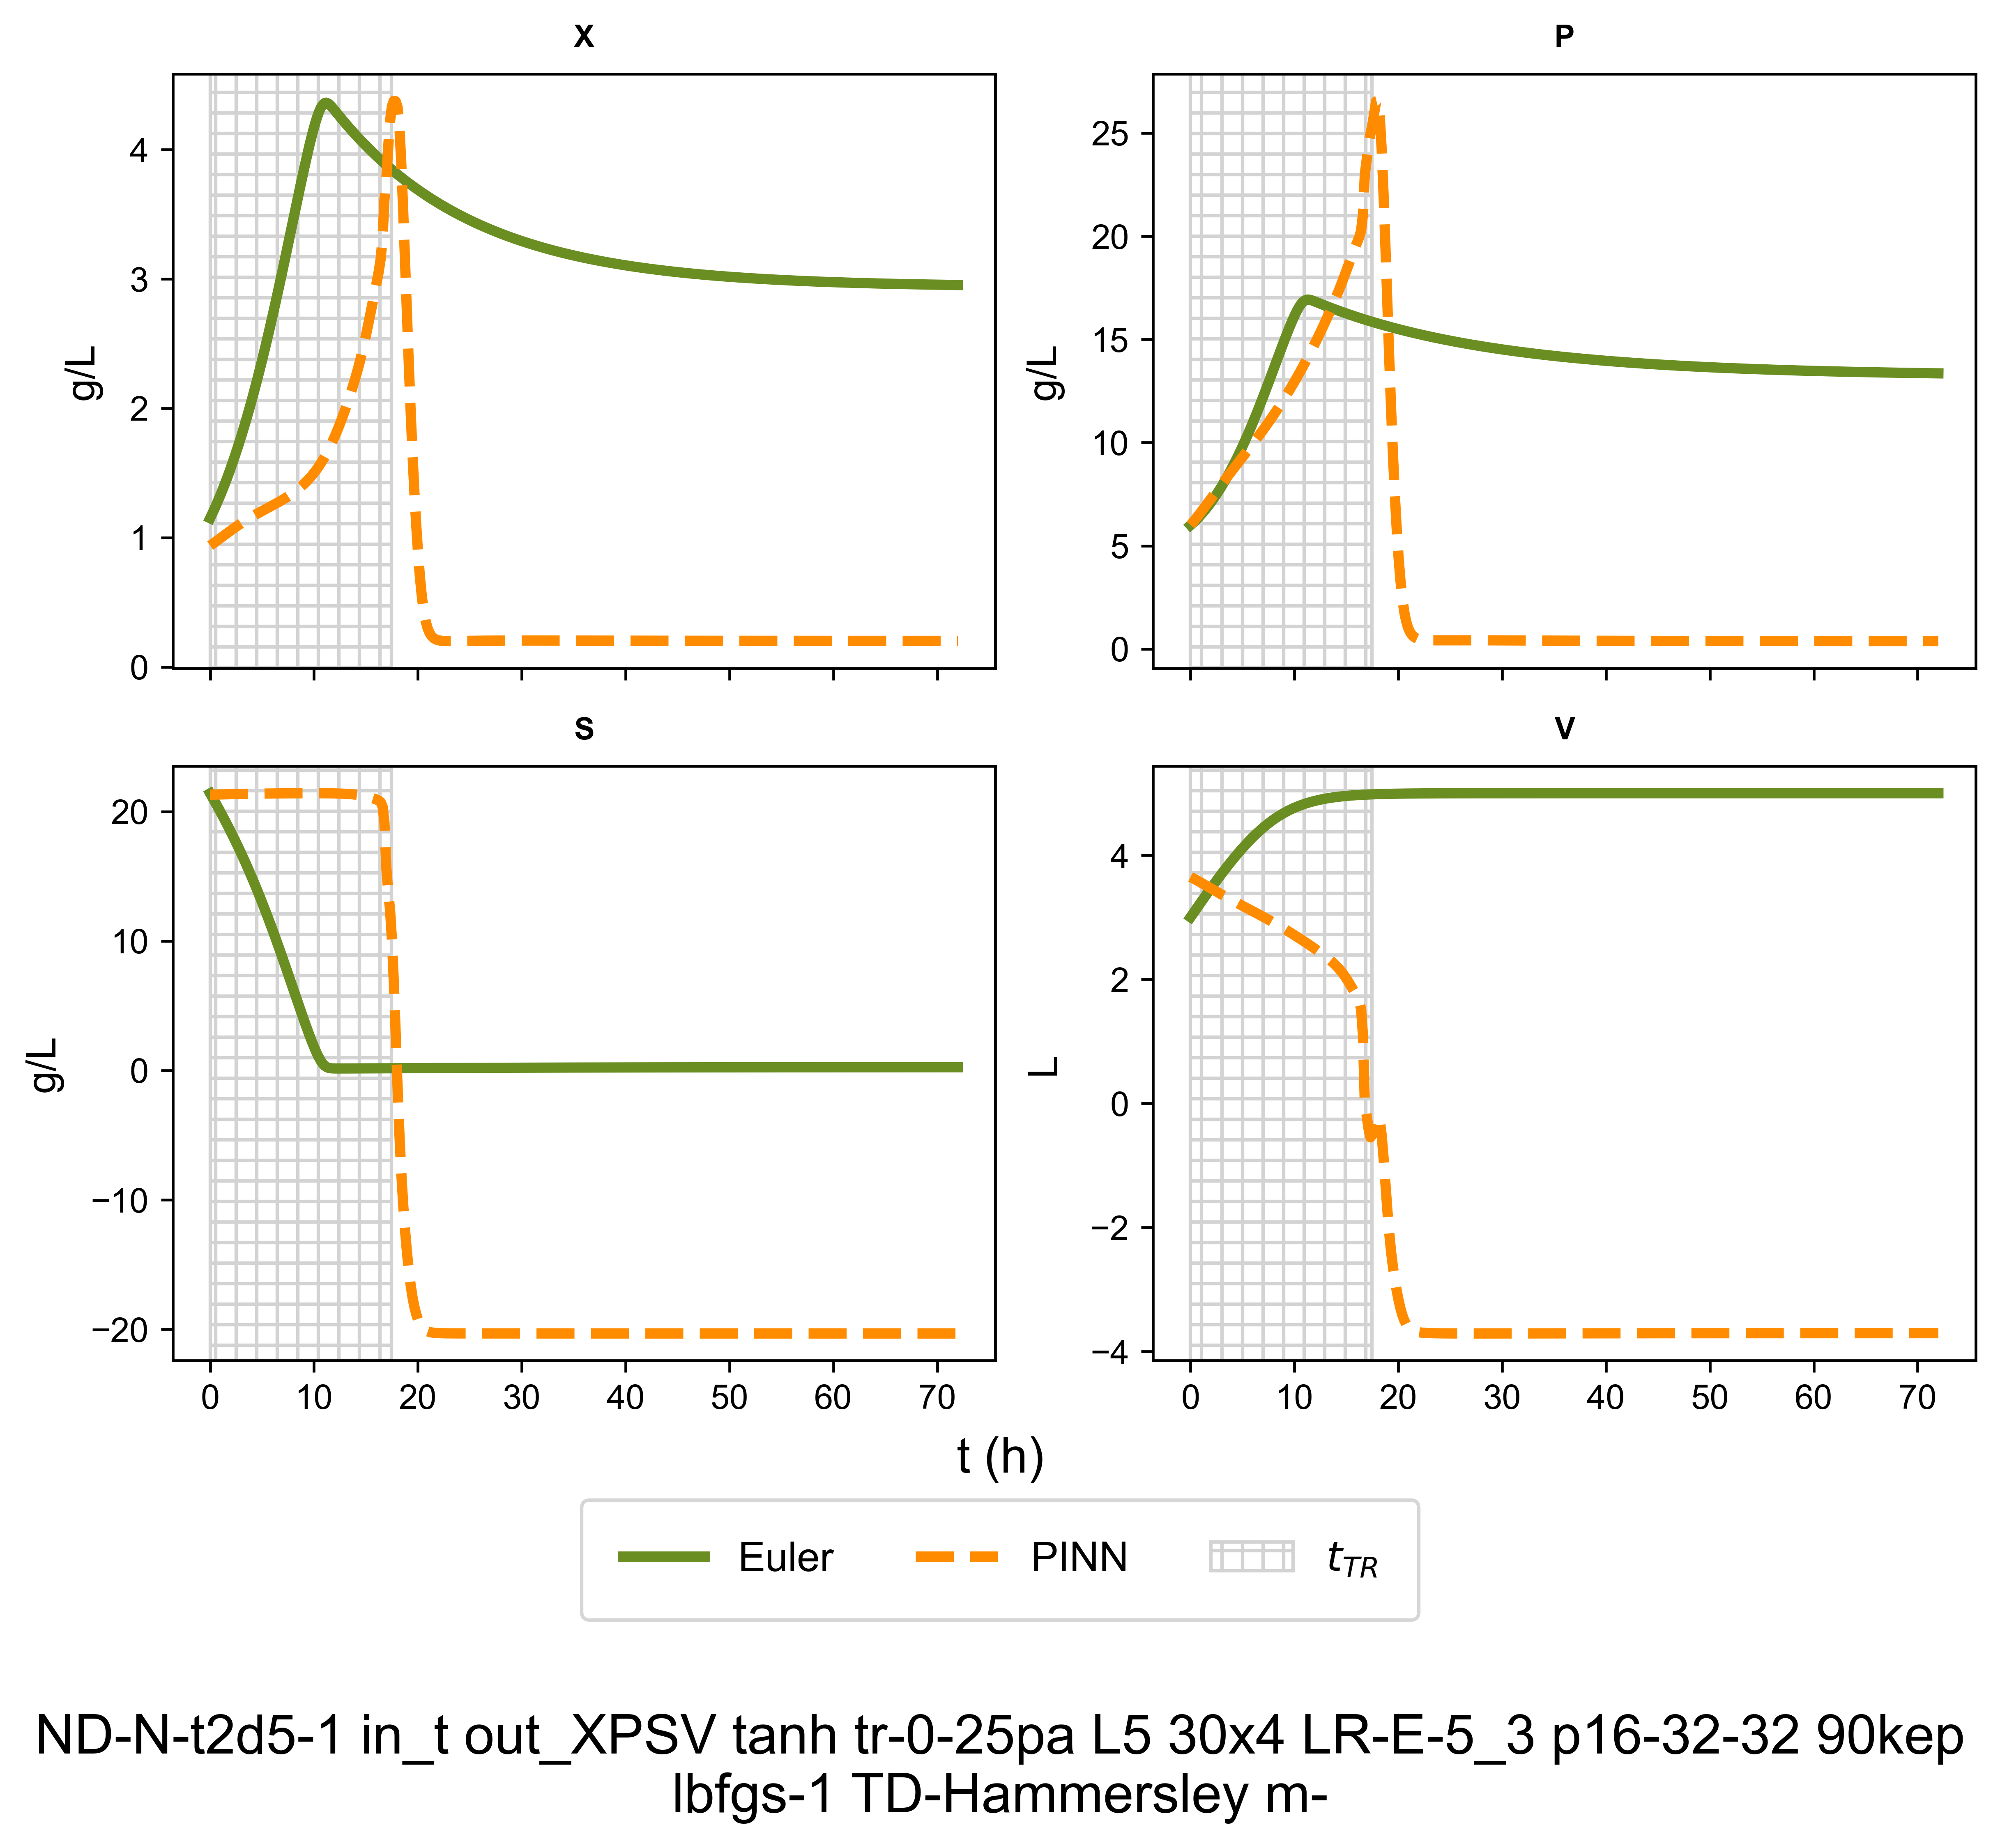 X
P
4
3
2
1
0
g/L
25
20
15
10
5
0
g/L
S
V
20
10
0
−10
−20
g/L
4
2
0
−2
−4
L
0 10 20 30 40 50 60 70
0 10 20 30 40 50 60 70
t (h)
Euler PINN t_TR
ND-N-t2d5-1 in_t out_XPSV tanh tr-0-25pa L5 30x4 LR-E-5_3 p16-32-32 90kep
lbfgs-1 TD-Hammersley m-